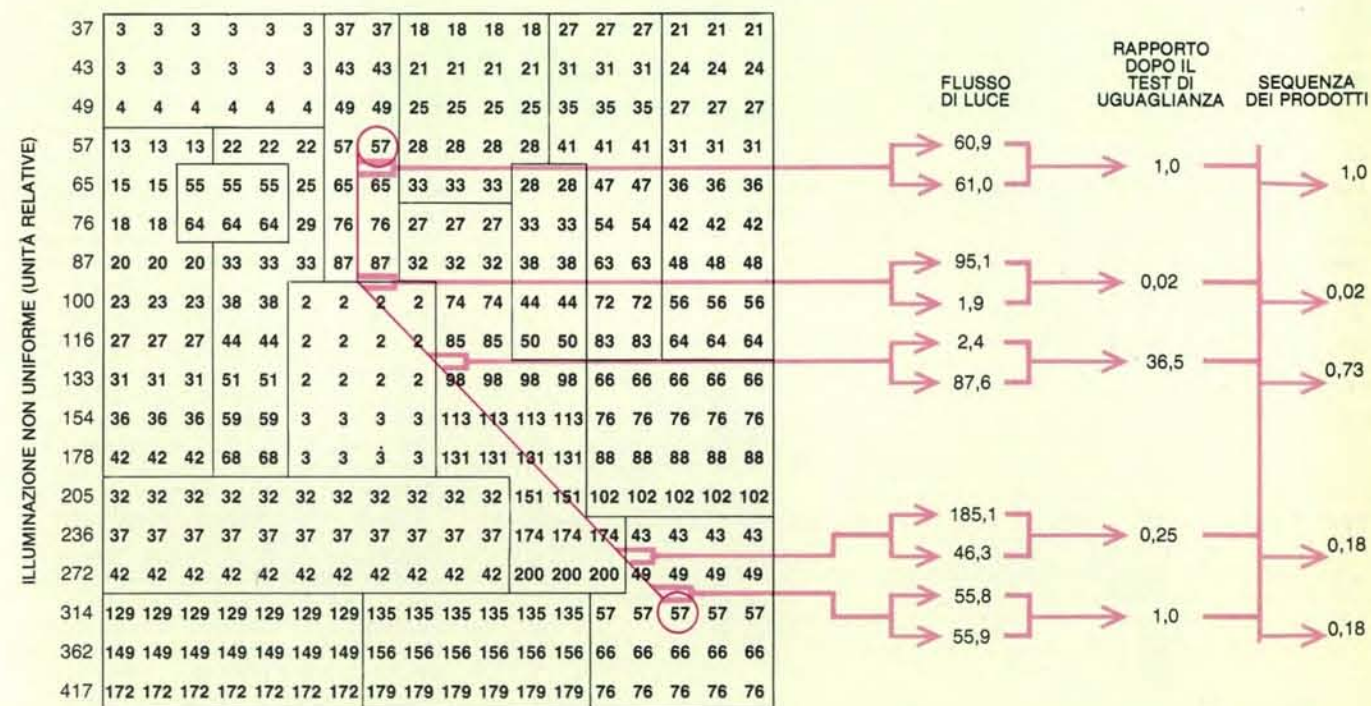 ILLUMINAZIONE NON UNIFORME (UNITÀ RELATIVE)
37 3 3 3 3 3 3 37 37 18 18 18 18 27 27 27 21 21 21
43 3 3 3 3 3 3 43 43 21 21 21 21 31 31 31 24 24 24
49 4 4 4 4 4 4 49 49 25 25 25 25 35 35 35 27 27 27
57 13 13 13 22 22 22 57 57 28 28 28 28 41 41 41 31 31 31
65 15 15 55 55 55 25 65 65 33 33 33 28 28 47 47 36 36 36
76 18 18 64 64 64 29 76 76 27 27 27 33 33 54 54 42 42 42
87 20 20 20 33 33 33 87 87 32 32 32 38 38 63 63 48 48 48
100 23 23 23 38 38 2 2 2 2 74 74 44 44 72 72 56 56 56
116 27 27 27 44 44 2 2 2 2 85 85 50 50 83 83 64 64 64
133 31 31 31 51 51 2 2 2 2 98 98 98 98 66 66 66 66 66
154 36 36 36 59 59 3 3 3 3 113 113 113 113 76 76 76 76 76
178 42 42 42 68 68 3 3 3 3 131 131 131 131 88 88 88 88 88
205 32 32 32 32 32 32 32 32 32 32 32 151 151 102 102 102 102 102
236 37 37 37 37 37 37 37 37 37 37 37 174 174 174 43 43 43 43
272 42 42 42 42 42 42 42 42 42 42 42 200 200 200 49 49 49 49
314 129 129 129 129 129 129 129 135 135 135 135 135 135 57 57 57 57 57
362 149 149 149 149 149 149 149 156 156 156 156 156 156 66 66 66 66 66
417 172 172 172 172 172 172 172 179 179 179 179 179 179 76 76 76 76 76
FLUSSO
DI LUCE
60,9
61,0
95,1
1,9
2,4
87,6
185,1
46,3
55,8
55,9
RAPPORTO
DOPO IL
TEST DI
UGUAGLIANZA
1,0
0,02
36,5
0,25
1,0
SEQUENZA
DEI PRODOTTI
1,0
0,02
0,73
0,18
0,18